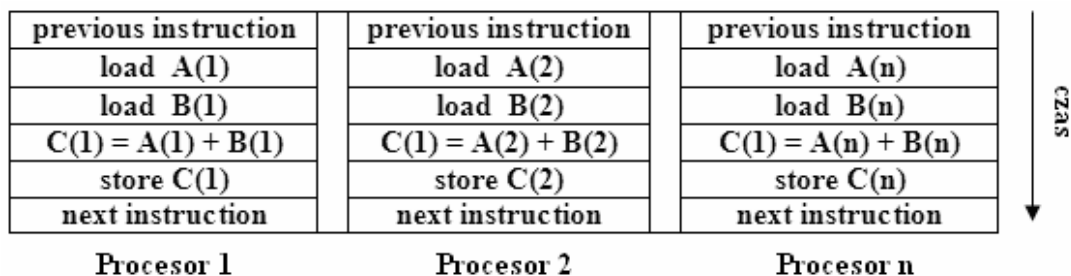 previous instruction previous instruction previous instruction
load A(1) load A(2) load A(n)
load B(1) load B(2) load B(n)
C(1) = A(1) + B(1) C(1) = A(2) + B(2) C(1) = A(n) + B(n)
store C(1) store C(2) store C(n)
next instruction next instruction next instruction
Procesor 1 Procesor 2 Procesor n
czas